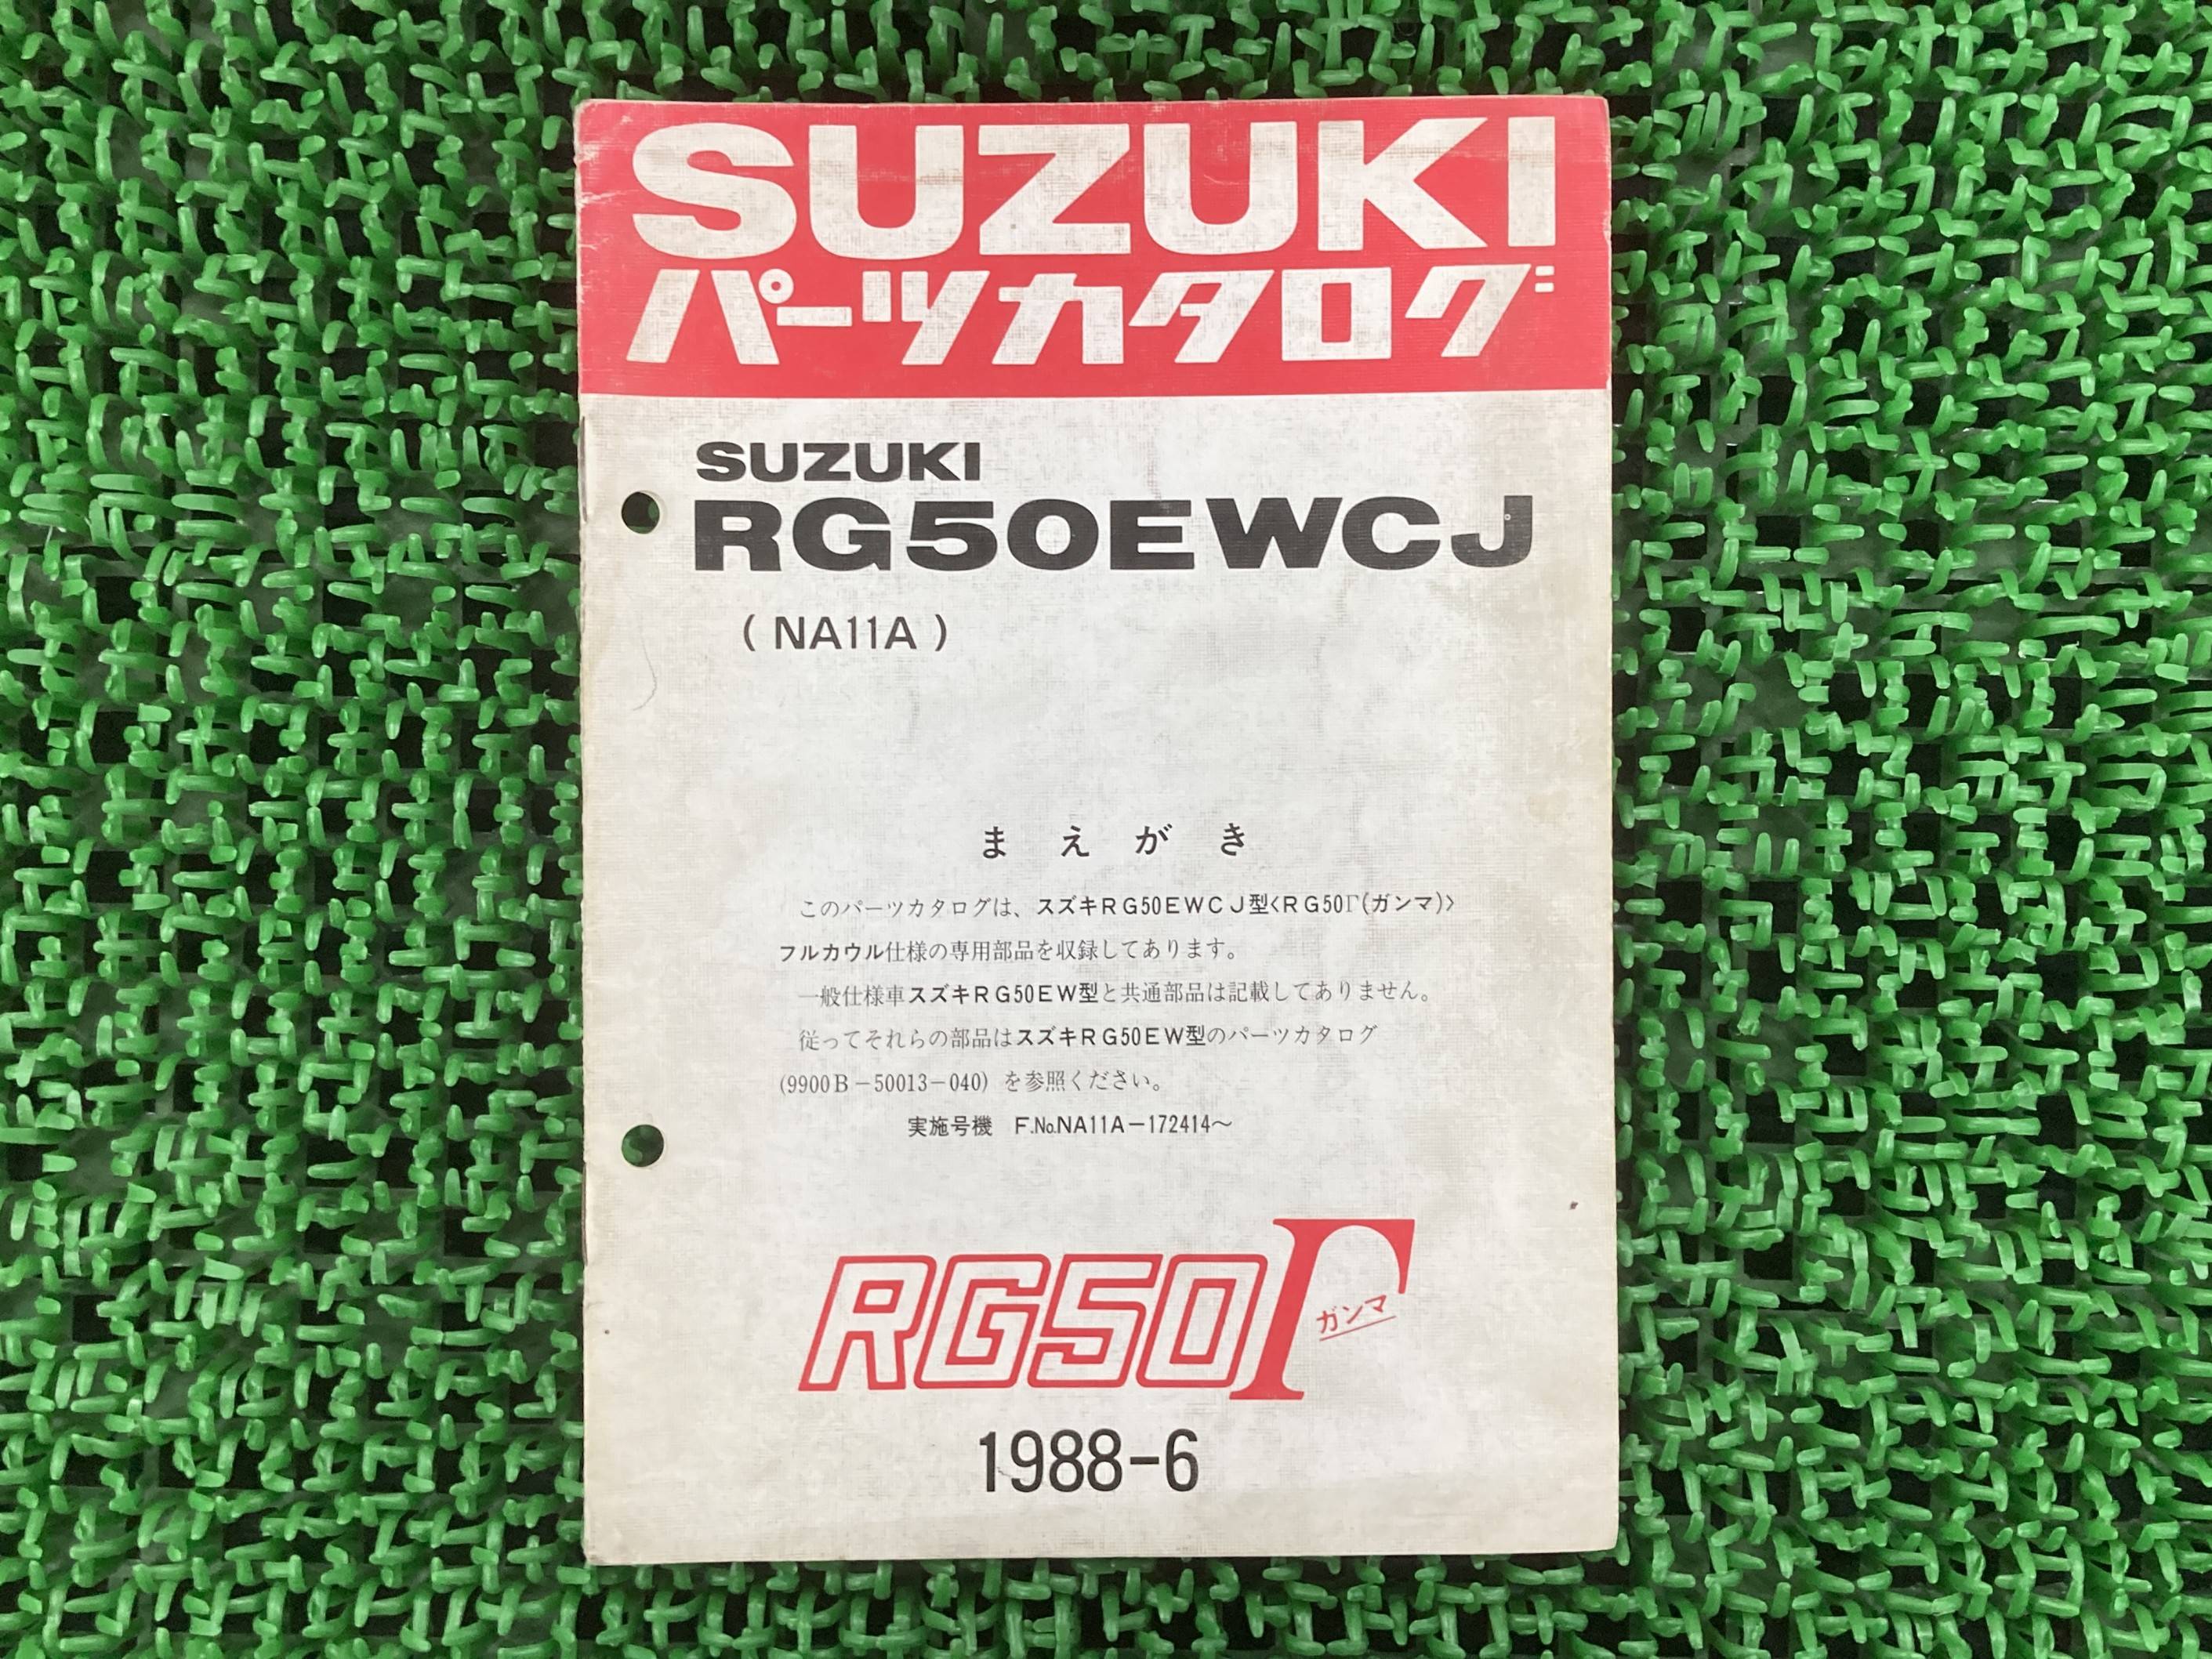 SUZUKI
パーツカタログ
SUZUKI
RG50EWCJ
(NA11A)
まえがき
このパーツカタログは、スズキRG50EWCJ型<RG50Γ(ガンマ)>
フルカウル仕様の専用部品を収録してあります。
一般仕様車スズキRG50EW型と共通部品は記載してありません。
従ってそれらの部品はスズキRG50EW型のパーツカタログ
(9900B-50013-040)を参照ください。
実施号機 F.No.NA11A-172414~
RG50Γ ガンマ
1988-6